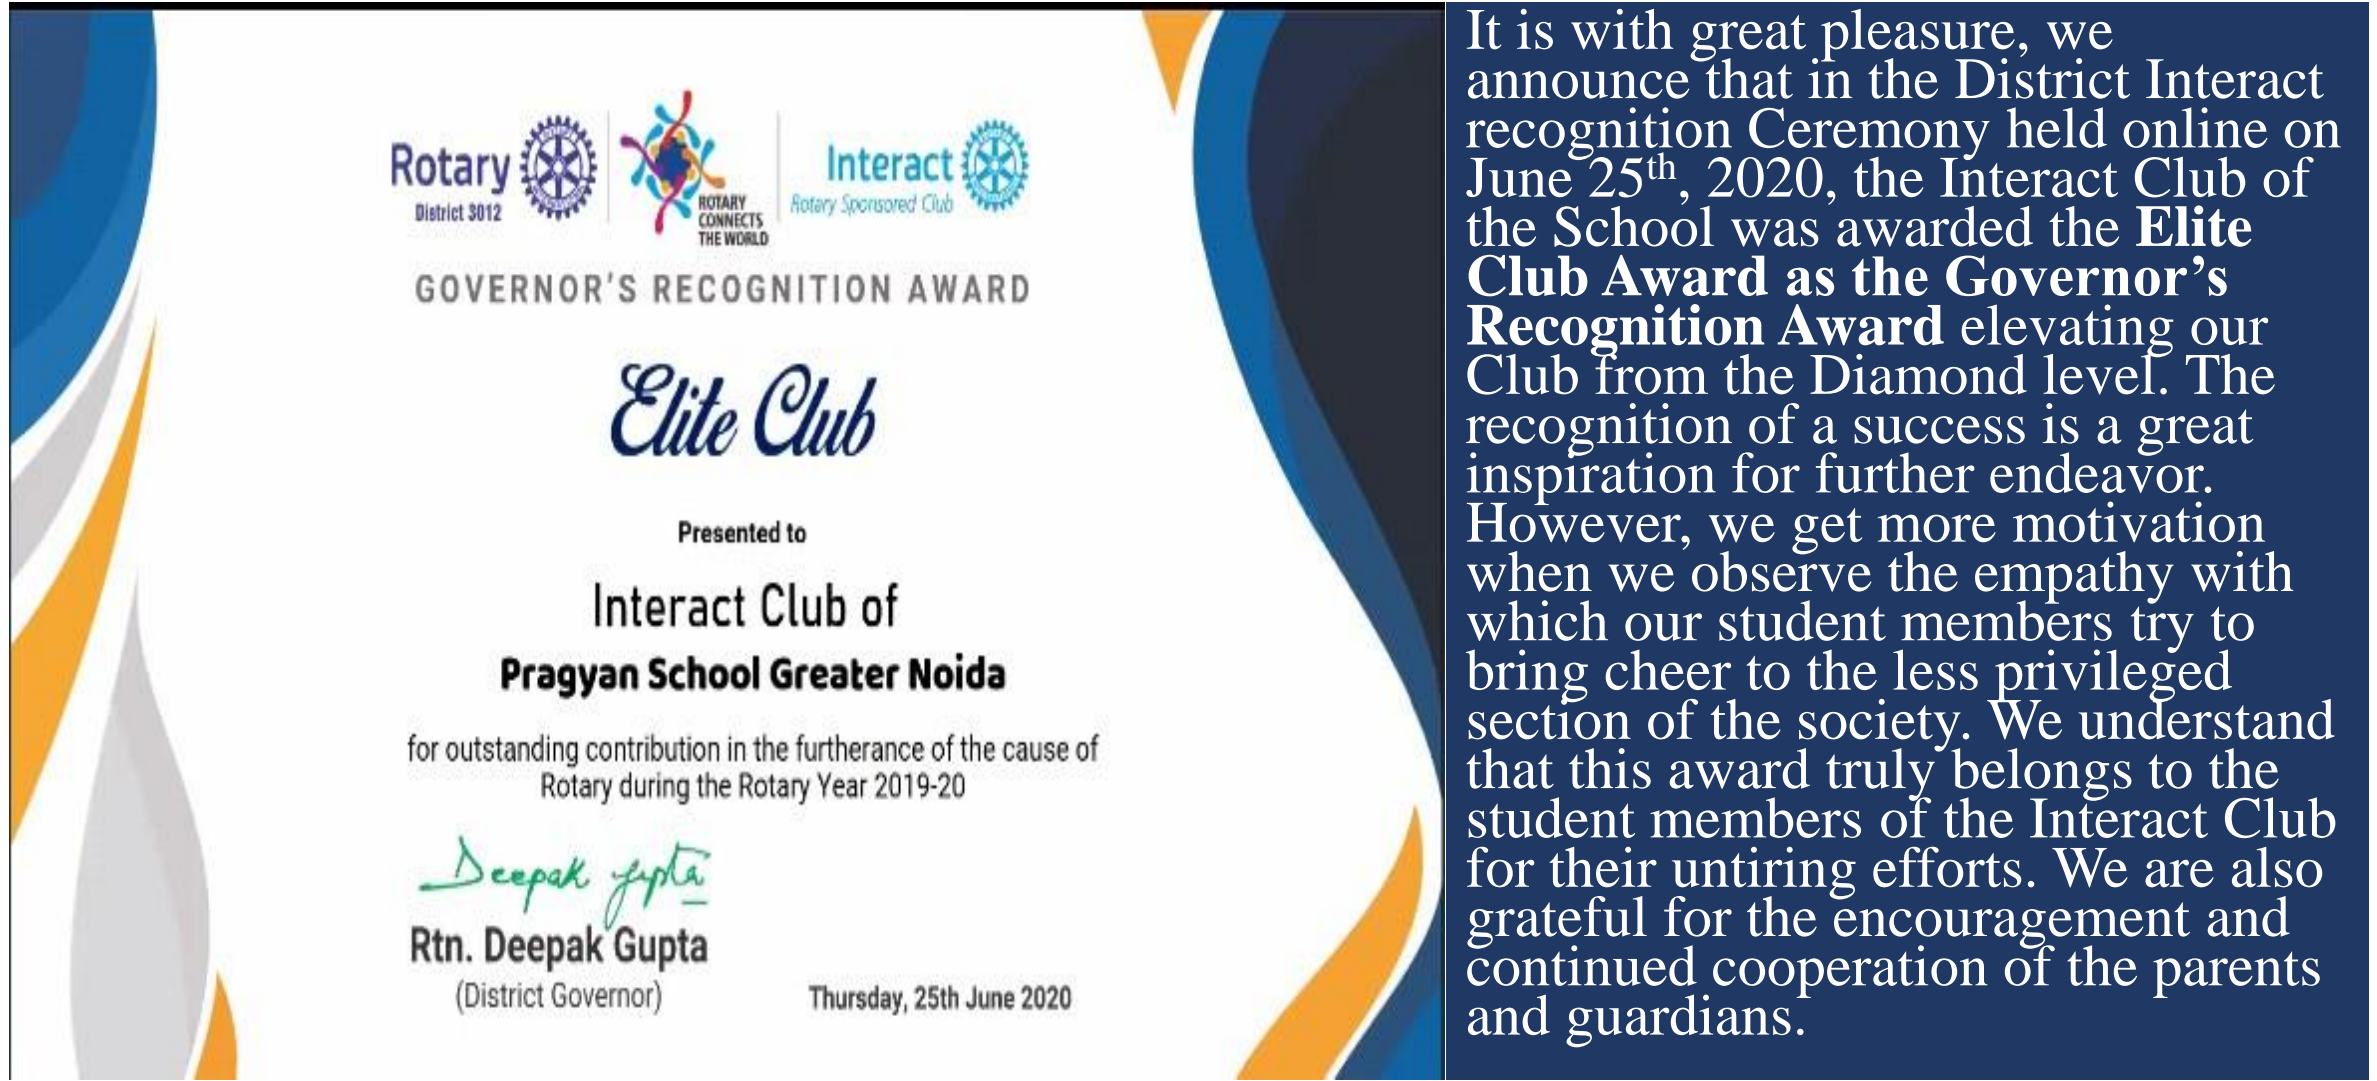 Rotary
District 3012
ROTARY
CONNECTS
THE WORLD
Interact
Rotary Sponsored Club
GOVERNOR'S RECOGNITION AWARD
Elite Club
Presented to
Interact Club of
Pragyan School Greater Noida
for outstanding contribution in the furtherance of the cause of
Rotary during the Rotary Year 2019-20
Deepak Gupta
Rtn. Deepak Gupta
(District Governor)
Thursday, 25th June 2020
It is with great pleasure, we
announce that in the District Interact
recognition Ceremony held online on
June 25th, 2020, the Interact Club of
the School was awarded the Elite
Club Award as the Governor’s
Recognition Award elevating our
Club from the Diamond level. The
recognition of a success is a great
inspiration for further endeavor.
However, we get more motivation
when we observe the empathy with
which our student members try to
bring cheer to the less privileged
section of the society. We understand
that this award truly belongs to the
student members of the Interact Club
for their untiring efforts. We are also
grateful for the encouragement and
continued cooperation of the parents
and guardians.